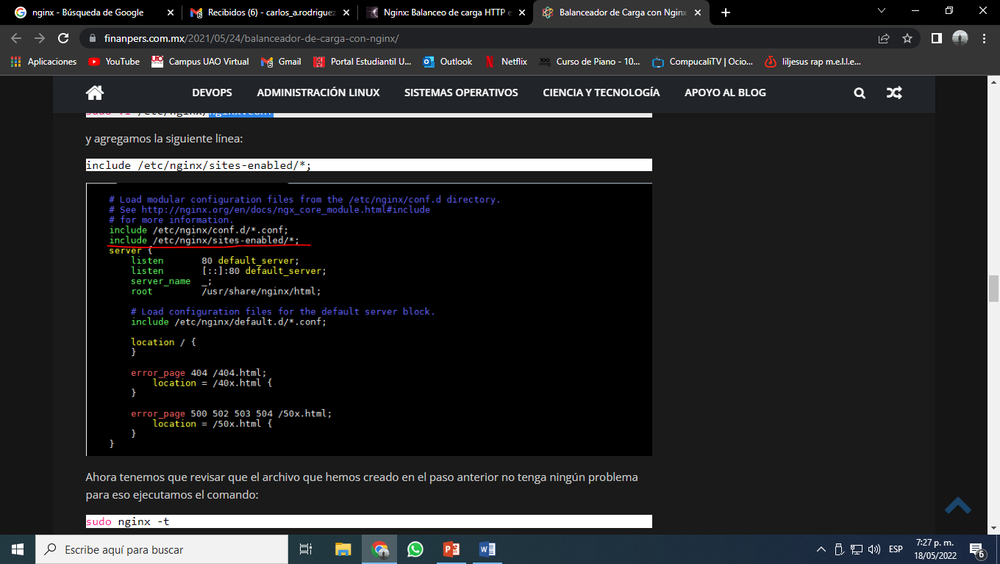 nginx - Búsqueda de Google
Recibidos (6) - carlos_a.rodriguez
Nginx: Balanceo de carga HTTP e
Balanceador de Carga con Nginx
finanpers.com.mx/2021/05/24/balanceador-de-carga-con-nginx/
Aplicaciones
YouTube
Campus UAO Virtual
Gmail
Portal Estudiantil U...
Outlook
Netflix
Curso de Piano - 10...
CompucaliTV | Ocio...
liljesus rap m.e.l.l.e...
DEVOPS
ADMINISTRACIÓN LINUX
SISTEMAS OPERATIVOS
CIENCIA Y TECNOLOGÍA
APOYO AL BLOG
sudo vi /etc/nginx/nginx.conf
y agregamos la siguiente línea:
include /etc/nginx/sites-enabled/*;
# Load modular configuration files from the /etc/nginx/conf.d directory.
# See http://nginx.org/en/docs/ngx_core_module.html#include
# for more information.
include /etc/nginx/conf.d/*.conf;
include /etc/nginx/sites-enabled/*;
server {
listen 80 default_server;
listen [::]:80 default_server;
server_name _;
root /usr/share/nginx/html;
# Load configuration files for the default server block.
include /etc/nginx/default.d/*.conf;
location / {
}
error_page 404 /404.html;
location = /40x.html {
}
error_page 500 502 503 504 /50x.html;
location = /50x.html {
}
}
Ahora tenemos que revisar que el archivo que hemos creado en el paso anterior no tenga ningún problema
para eso ejecutamos el comando:
sudo nginx -t
Escribe aquí para buscar
ESP
7:27 p. m.
18/05/2022
6